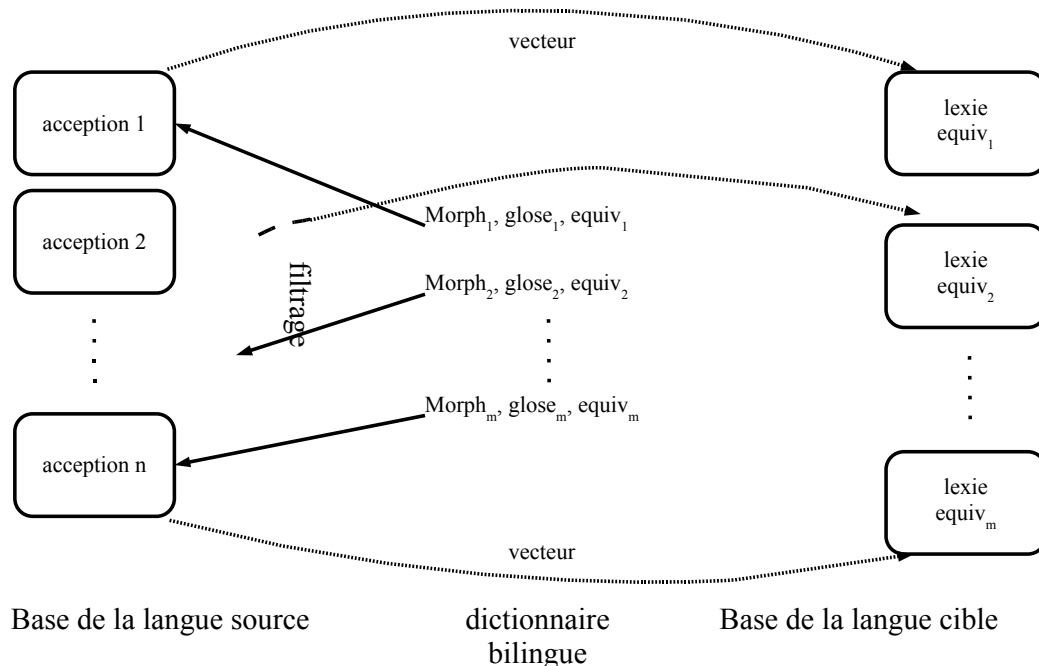 vecteur
acception 1
lexie
equiv₁
acception 2
Morph₁, glose₁, equiv₁
lexie
equiv₂
filtrage
Morph₂, glose₂, equiv₂
Morphₘ, gloseₘ, equivₘ
acception n
lexie
equivₘ
vecteur
Base de la langue source
dictionnaire
bilingue
Base de la langue cible